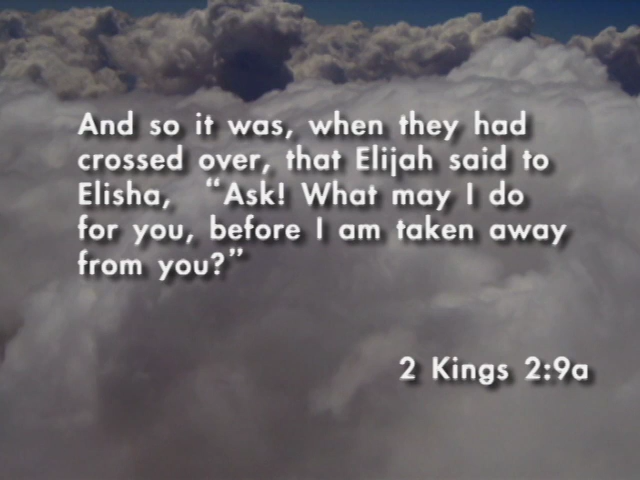 And so it was, when they had
crossed over, that Elijah said to
Elisha, “Ask! What may I do
for you, before I am taken away
from you?”
2 Kings 2:9a